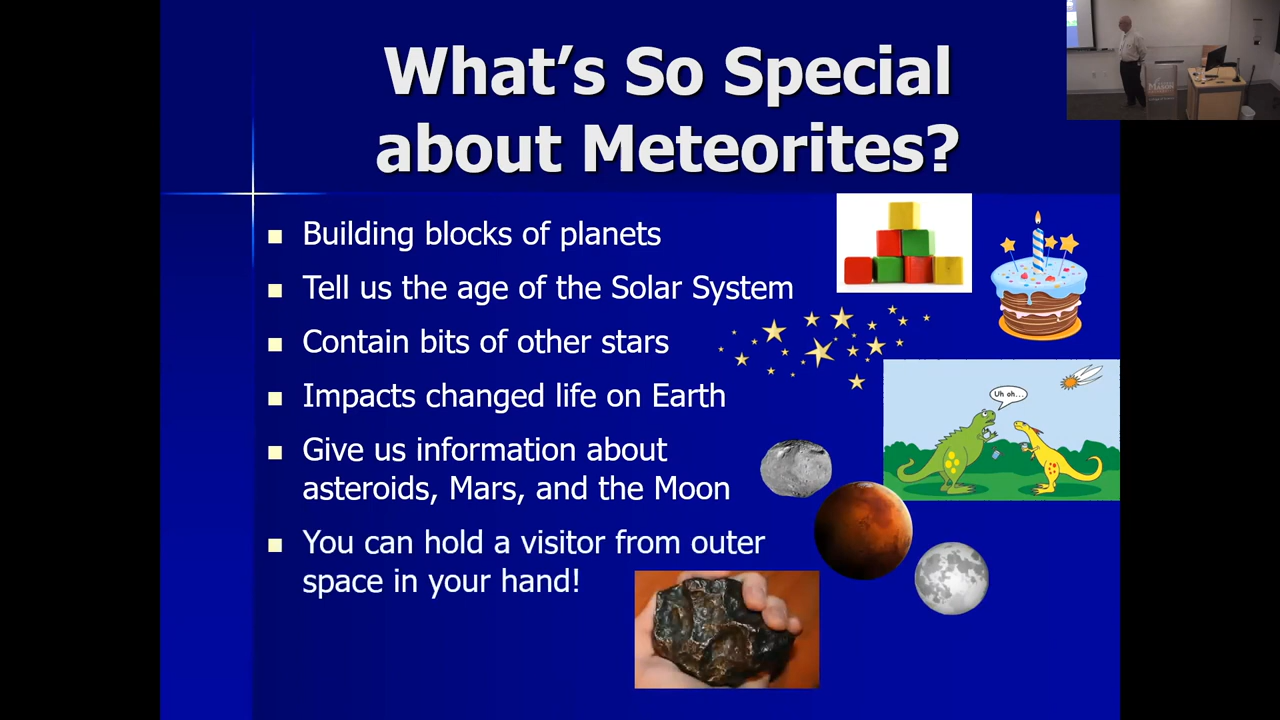 What's So Special
about Meteorites?
Building blocks of planets
Tell us the age of the Solar System
Contain bits of other stars
Impacts changed life on Earth
Uh oh...
Give us information about
asteroids, Mars, and the Moon
You can hold a visitor from outer
space in your hand!